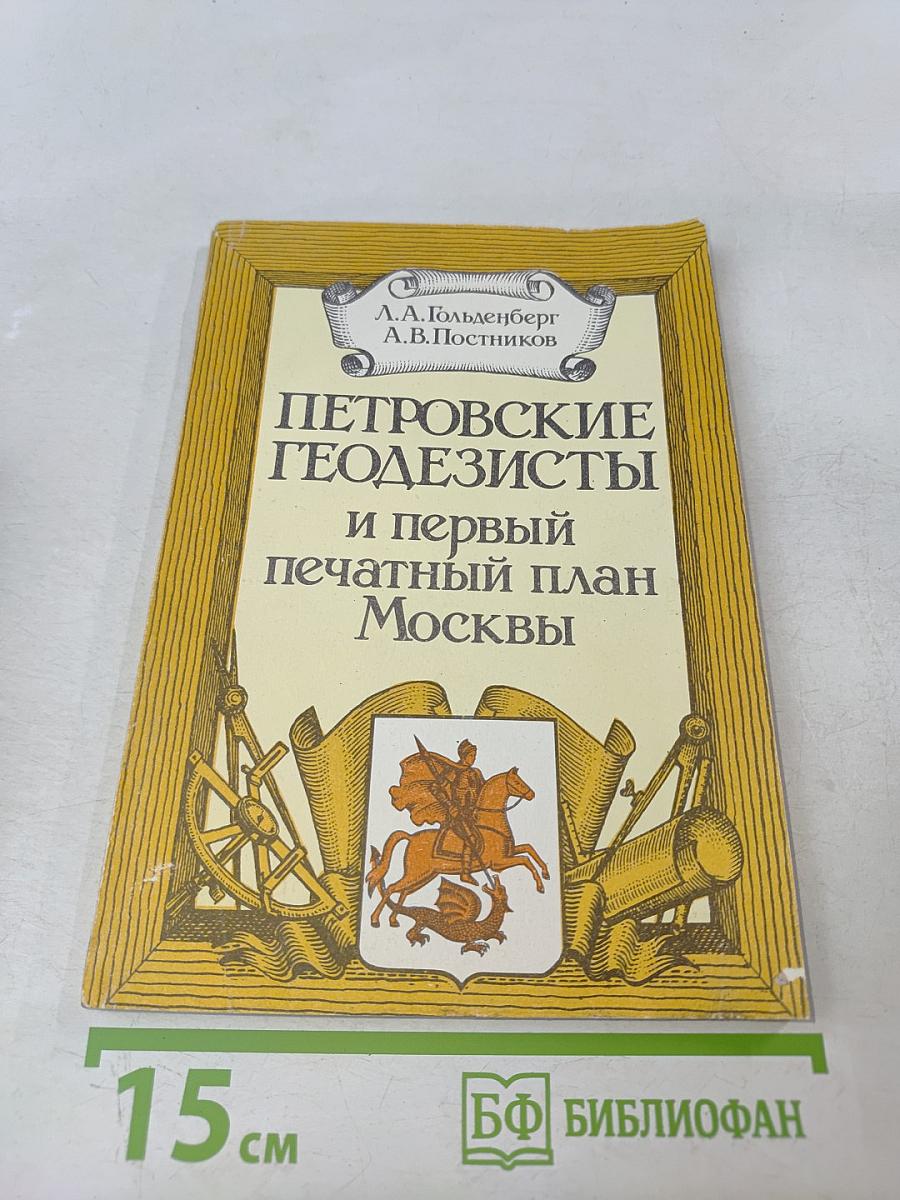 Л.А.Гольденберг
А.В.Постников
ПЕТРОВСКИЕ
ГЕОДЕЗИСТЫ
и первый
печатный план
Москвы
15 см
БФ БИБЛИОФАН